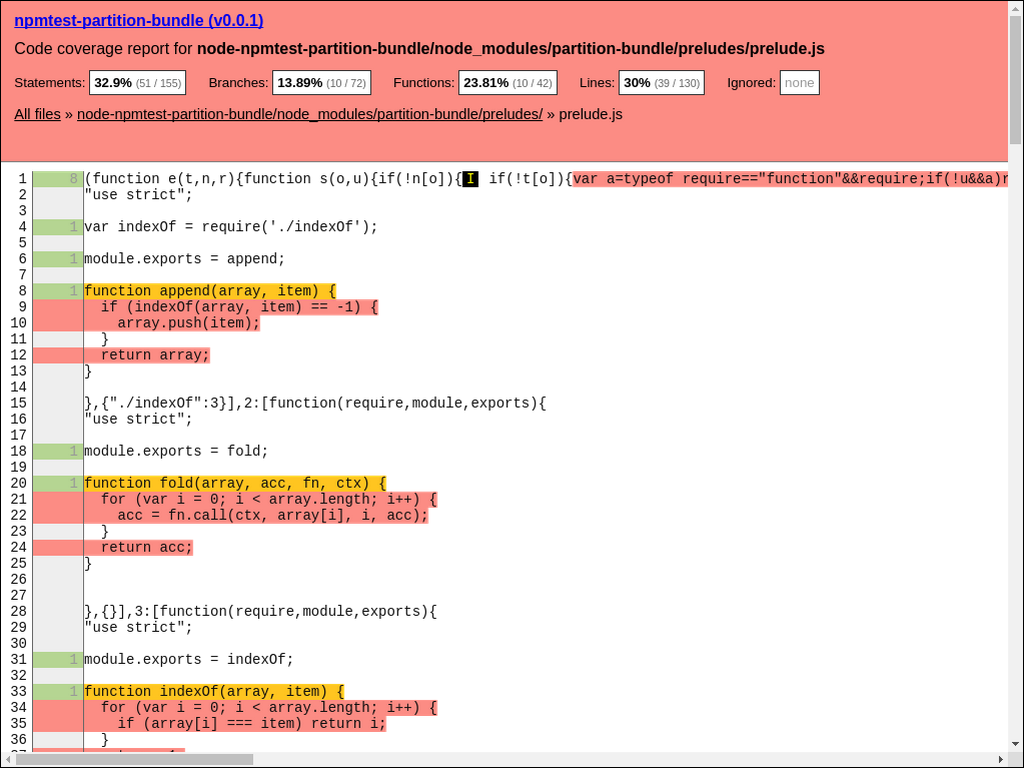 npmtest-partition-bundle (v0.0.1)
Code coverage report for node-npmtest-partition-bundle/node_modules/partition-bundle/preludes/prelude.js
Statements: 32.9% (51 / 155) Branches: 13.89% (10 / 72) Functions: 23.81% (10 / 42) Lines: 30% (39 / 130) Ignored: none
All files » node-npmtest-partition-bundle/node_modules/partition-bundle/preludes/ » prelude.js
1 8 (function e(t,n,r){function s(o,u){if(!n[o]){ I if(!t[o]){var a=typeof require=="function"&&require;if(!u&&a)r
2 "use strict";
3
4 1 var indexOf = require('./indexOf');
5
6 1 module.exports = append;
7
8 1 function append(array, item) {
9 if (indexOf(array, item) == -1) {
10 array.push(item);
11 }
12 return array;
13 }
14
15 },{"./indexOf":3}],2:[function(require,module,exports){
16 "use strict";
17
18 1 module.exports = fold;
19
20 1 function fold(array, acc, fn, ctx) {
21 for (var i = 0; i < array.length; i++) {
22 acc = fn.call(ctx, array[i], i, acc);
23 }
24 return acc;
25 }
26
27
28 },{}],3:[function(require,module,exports){
29 "use strict";
30
31 1 module.exports = indexOf;
32
33 1 function indexOf(array, item) {
34 for (var i = 0; i < array.length; i++) {
35 if (array[i] === item) return i;
36 }